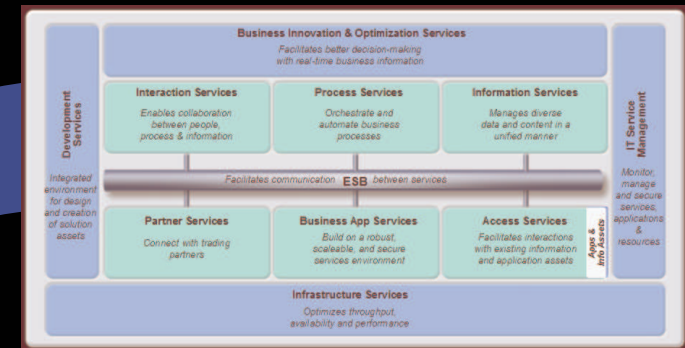 Business Innovation & Optimization Services
Facilitates better decision-making
with real-time business information
Development
Services
Integrated
environment
for design
and creation
of solution
assets
Interaction Services
Enables collaboration
between people,
process & information
Process Services
Orchestrate and
automate business
processes
Information Services
Manages diverse
data and content in a
unified manner
IT Service
Management
Monitor,
manage
and secure
services,
applications
&
resources
Facilitates communication ESB between services
Partner Services
Connect with trading
partners
Business App Services
Build on a robust,
scaleable, and secure
services environment
Access Services
Facilitates interactions
with existing information
and application assets
Apps &
Info Assets
Infrastructure Services
Optimizes throughput,
availability and performance